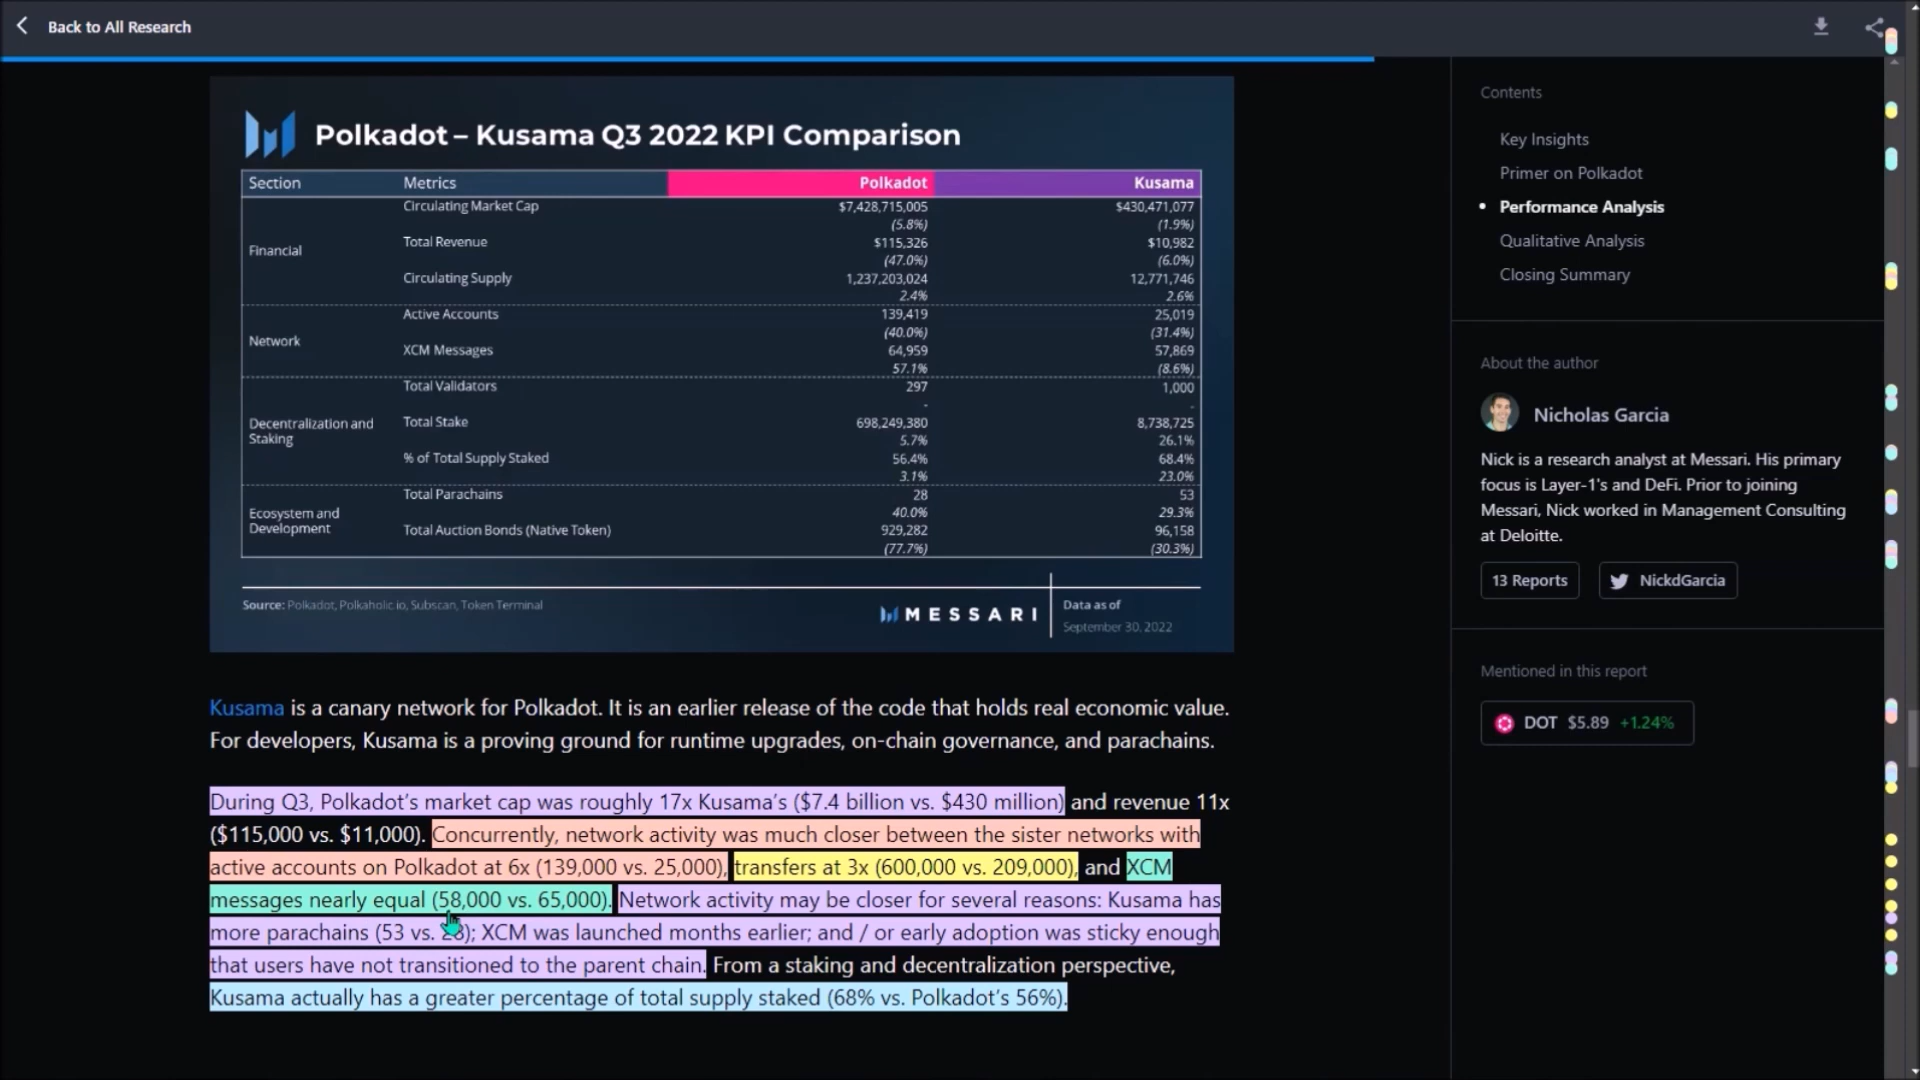 Back to All Research
Polkadot – Kusama Q3 2022 KPI Comparison
Section Metrics Polkadot Kusama
Financial
Circulating Market Cap $7,428,715,005 $430,471,077
(5.8%) (1.9%)
Total Revenue $115,326 $10,982
(47.0%) (6.0%)
Circulating Supply 1,237,203,024 12,771,746
2.4% 2.6%
Network
Active Accounts 139,419 25,019
(40.0%) (31.4%)
XCM Messages 64,959 57,869
57.1% (8.6%)
Decentralization and
Staking
Total Validators 297 1,000
- -
Total Stake 698,249,380 8,738,725
5.7% 26.1%
% of Total Supply Staked 56.4% 68.4%
3.1% 23.0%
Ecosystem and
Development
Total Parachains 28 53
40.0% 29.3%
Total Auction Bonds (Native Token) 929,282 96,158
(77.7%) (30.3%)
Source: Polkadot, Polkaholic.io, Subscan, Token Terminal
MESSARI
Data as of
September 30, 2022
Kusama is a canary network for Polkadot. It is an earlier release of the code that holds real economic value.
For developers, Kusama is a proving ground for runtime upgrades, on-chain governance, and parachains.
During Q3, Polkadot's market cap was roughly 17x Kusama's ($7.4 billion vs. $430 million) and revenue 11x
($115,000 vs. $11,000). Concurrently, network activity was much closer between the sister networks with
active accounts on Polkadot at 6x (139,000 vs. 25,000), transfers at 3x (600,000 vs. 209,000), and XCM
messages nearly equal (58,000 vs. 65,000). Network activity may be closer for several reasons: Kusama has
more parachains (53 vs. 28); XCM was launched months earlier; and / or early adoption was sticky enough
that users have not transitioned to the parent chain. From a staking and decentralization perspective,
Kusama actually has a greater percentage of total supply staked (68% vs. Polkadot's 56%).
Contents
Key Insights
Primer on Polkadot
• Performance Analysis
Qualitative Analysis
Closing Summary
About the author
Nicholas Garcia
Nick is a research analyst at Messari. His primary
focus is Layer-1's and DeFi. Prior to joining
Messari, Nick worked in Management Consulting
at Deloitte.
13 Reports NickdGarcia
Mentioned in this report
DOT $5.89 +1.24%